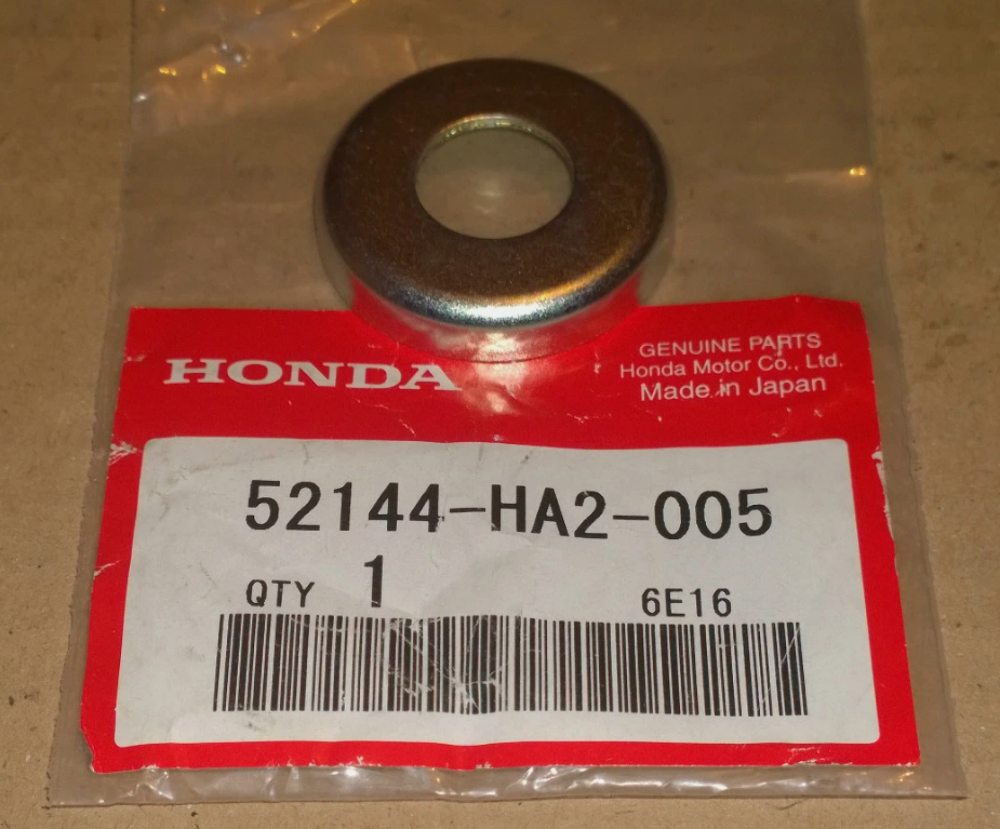 HONDA
GENUINE PARTS
Honda Motor Co., Ltd.
Made in Japan
52144-HA2-005
QTY 1 6E16